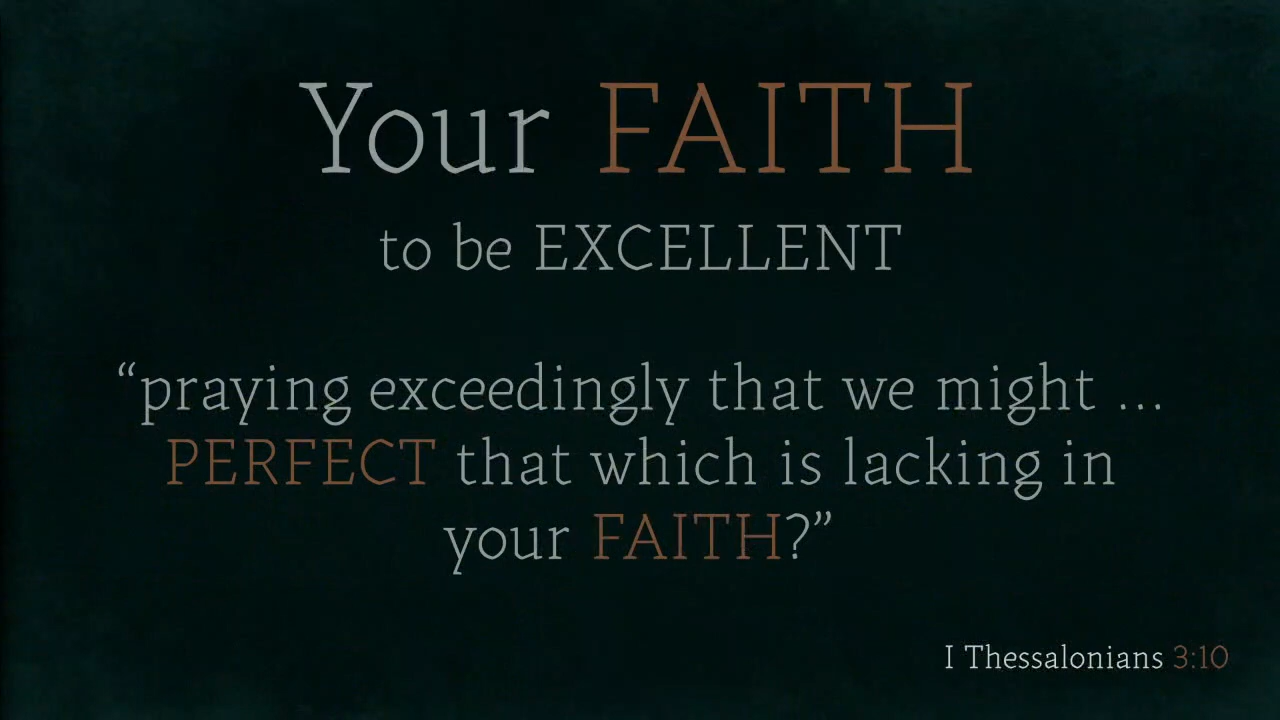 Your FAITH
to be EXCELLENT
“praying exceedingly that we might ...
PERFECT that which is lacking in
your FAITH?”
I Thessalonians 3:10